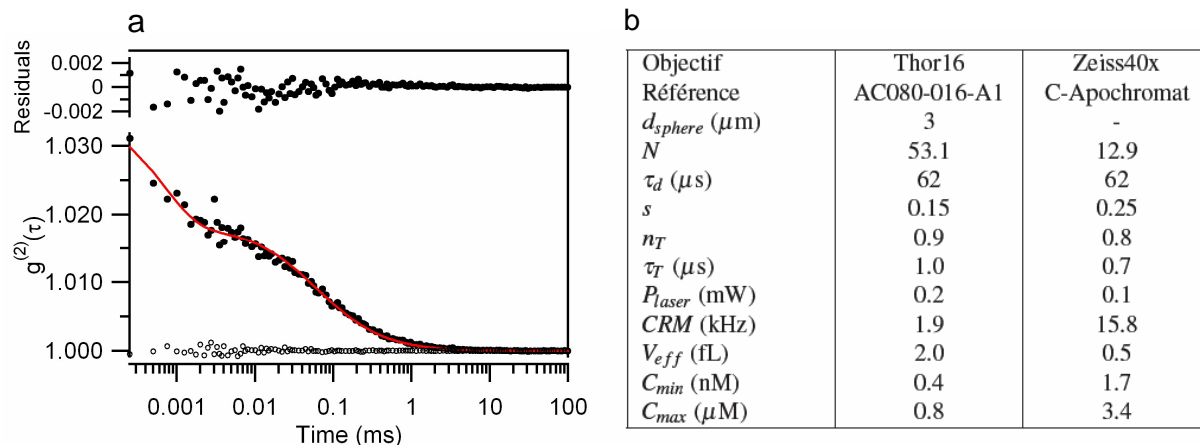 a
Residuals
0.002
0
-0.002
g(2)(τ)
1.030
1.020
1.010
1.000
0.001 0.01 0.1 1 10 100
Time (ms)
b
Objectif Thor16 Zeiss40x
Référence AC080-016-A1 C-Apochromat
dsphere (μm) 3 -
N 53.1 12.9
τd (μs) 62 62
s 0.15 0.25
nT 0.9 0.8
τT (μs) 1.0 0.7
Plaser (mW) 0.2 0.1
CRM (kHz) 1.9 15.8
Veff (fL) 2.0 0.5
Cmin (nM) 0.4 1.7
Cmax (μM) 0.8 3.4